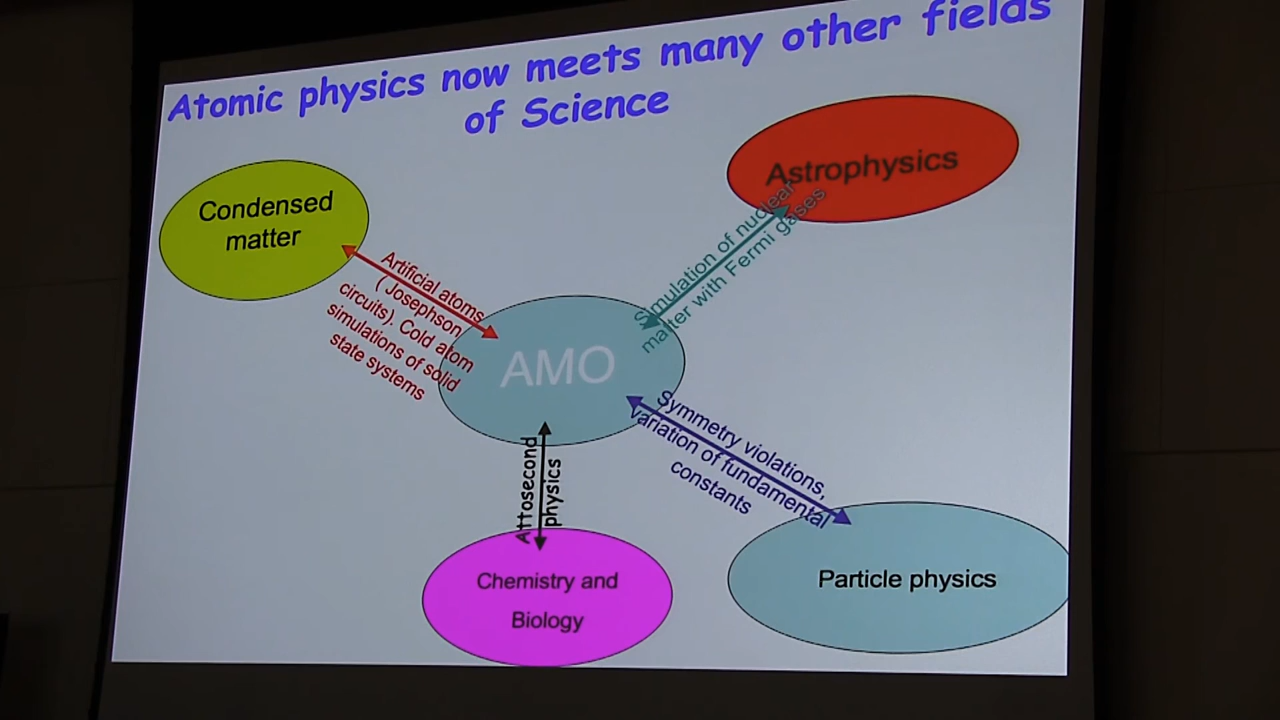 Atomic physics now meets many other fields
of Science
Condensed
matter
Astrophysics
Artificial atoms
( Josephson
circuits). Cold atom
simulations of solid
state systems
Simulation of nuclear
matter with Fermi gases
AMO
Symmetry violations,
variation of fundamental
constants
Attosecond
physics
Chemistry and
Biology
Particle physics